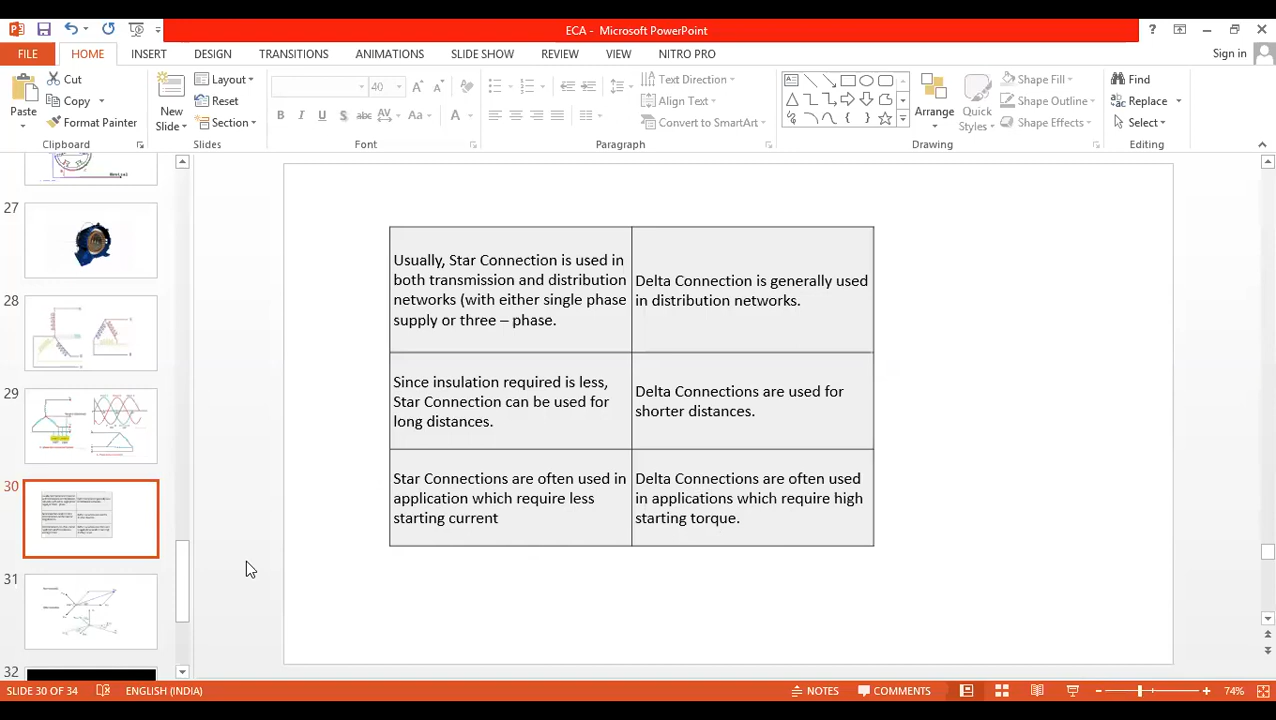 ECA - Microsoft PowerPoint
FILE HOME INSERT DESIGN TRANSITIONS ANIMATIONS SLIDE SHOW REVIEW VIEW NITRO PRO Sign in
Paste
Cut
Copy
Format Painter
Clipboard
New
Slide
Layout
Reset
Section
Slides
40
Font
Text Direction
Align Text
Convert to SmartArt
Paragraph
Arrange
Quick
Styles
Shape Fill
Shape Outline
Shape Effects
Drawing
Find
Replace
Select
Editing
27
28
29
30
31
32
Usually, Star Connection is used in
both transmission and distribution
networks (with either single phase
supply or three – phase.
Delta Connection is generally used
in distribution networks.
Since insulation required is less,
Star Connection can be used for
long distances.
Delta Connections are used for
shorter distances.
Star Connections are often used in
application which require less
starting current
Delta Connections are often used
in applications which require high
starting torque.
SLIDE 30 OF 34 ENGLISH (INDIA) NOTES COMMENTS 74%